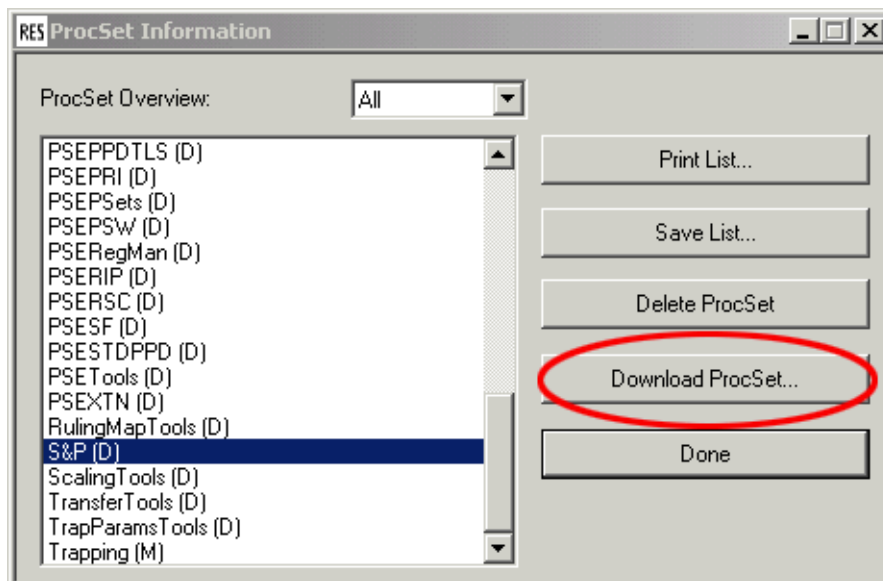 RES ProcSet Information
ProcSet Overview:
All
PSEPPDTLS (D)
PSEPRI (D)
PSEPSets (D)
PSEPSW (D)
PSERegMan (D)
PSERIP (D)
PSERSC (D)
PSESF (D)
PSESTDPPD (D)
PSETools (D)
PSEXTN (D)
RulingMapTools (D)
S&P (D)
ScalingTools (D)
TransferTools (D)
TrapParamsTools (D)
Trapping (M)
Print List...
Save List...
Delete ProcSet
Download ProcSet...
Done